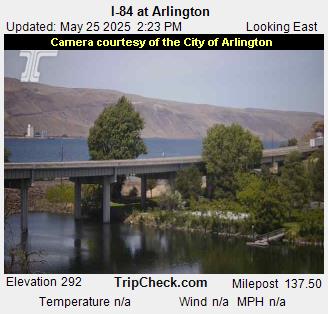 I-84 at Arlington
Updated: May 25 2025 2:23 PM Looking East
Camera courtesy of the City of Arlington
Elevation 292 TripCheck.com Milepost 137.50
Temperature n/a Wind n/a MPH n/a